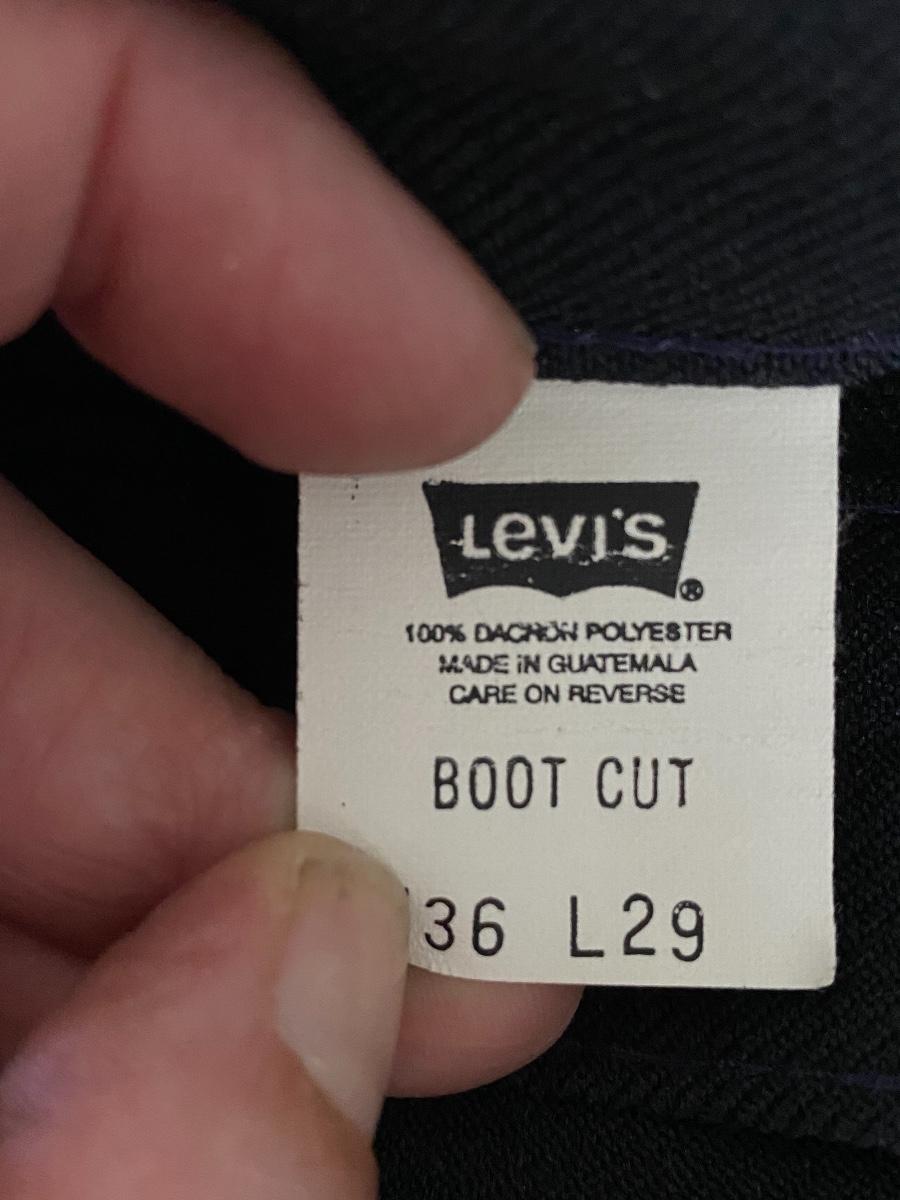 Levi's
®
100% DACRON POLYESTER
MADE IN GUATEMALA
CARE ON REVERSE
BOOT CUT
36 L29